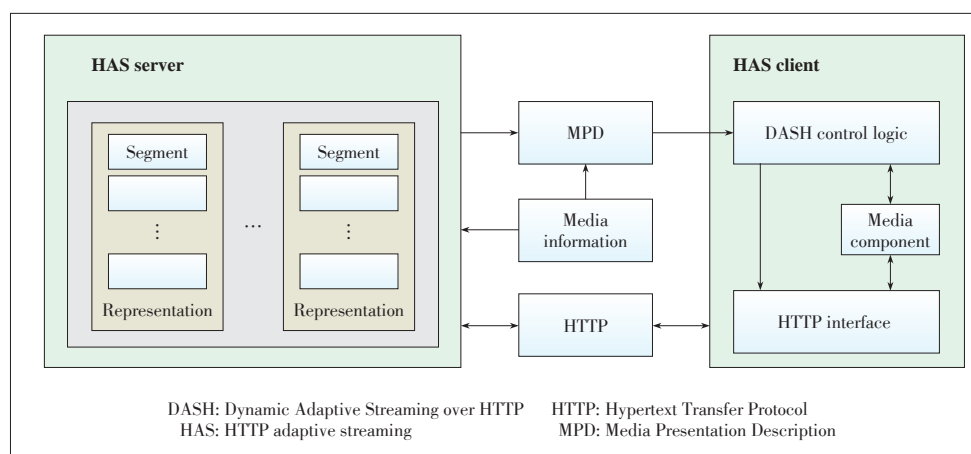 HAS server
HAS client
Segment
Segment
MPD
DASH control logic
⋮
...
⋮
Media
information
Media
component
Representation
Representation
HTTP
HTTP interface
DASH: Dynamic Adaptive Streaming over HTTP
HTTP: Hypertext Transfer Protocol
HAS: HTTP adaptive streaming
MPD: Media Presentation Description